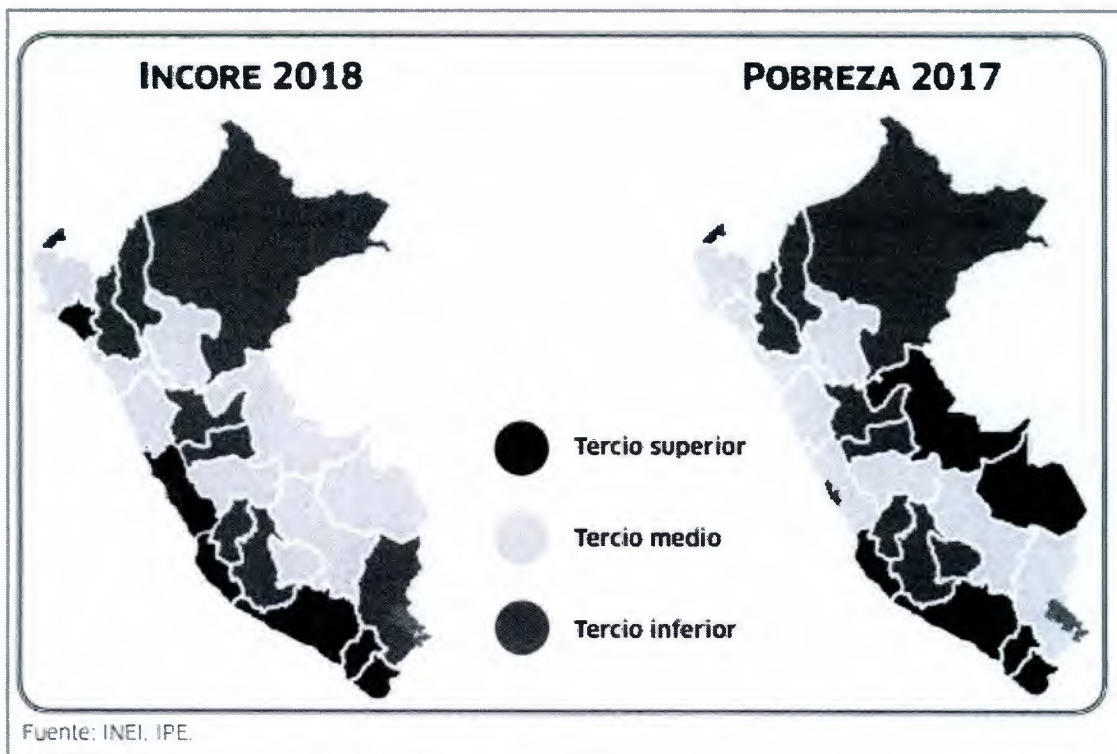 INCORE 2018
POBREZA 2017
Tercio superior
Tercio medio
Tercio inferior
Fuente: INEI, IPE.